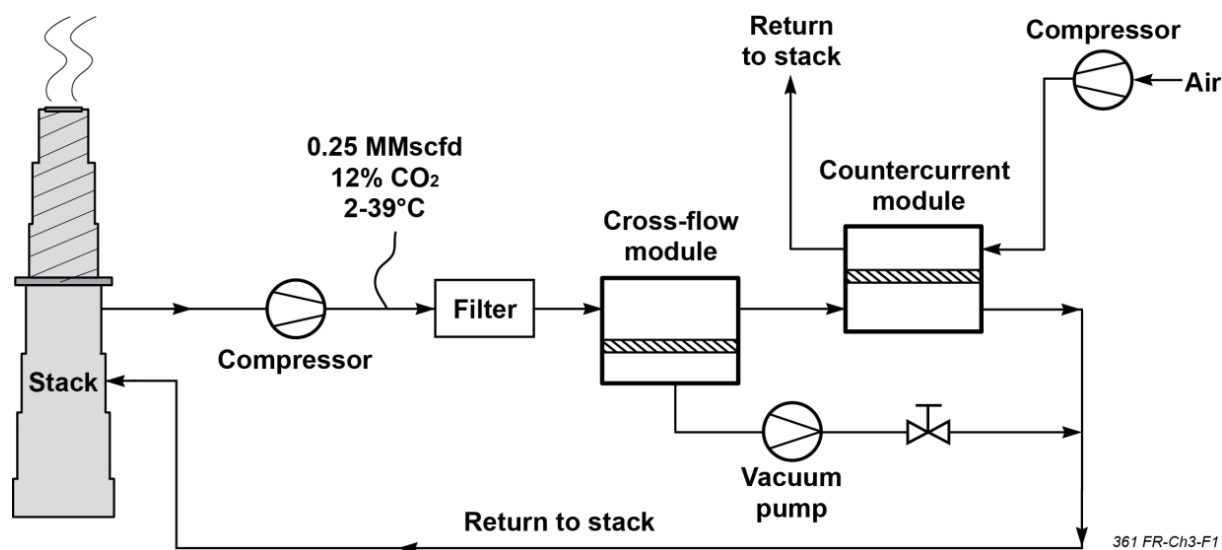 Return
to stack
Compressor
Air
0.25 MMscfd
12% CO₂
2-39°C
Countercurrent
module
Cross-flow
module
Filter
Compressor
Stack
Vacuum
pump
Return to stack
361 FR-Ch3-F1